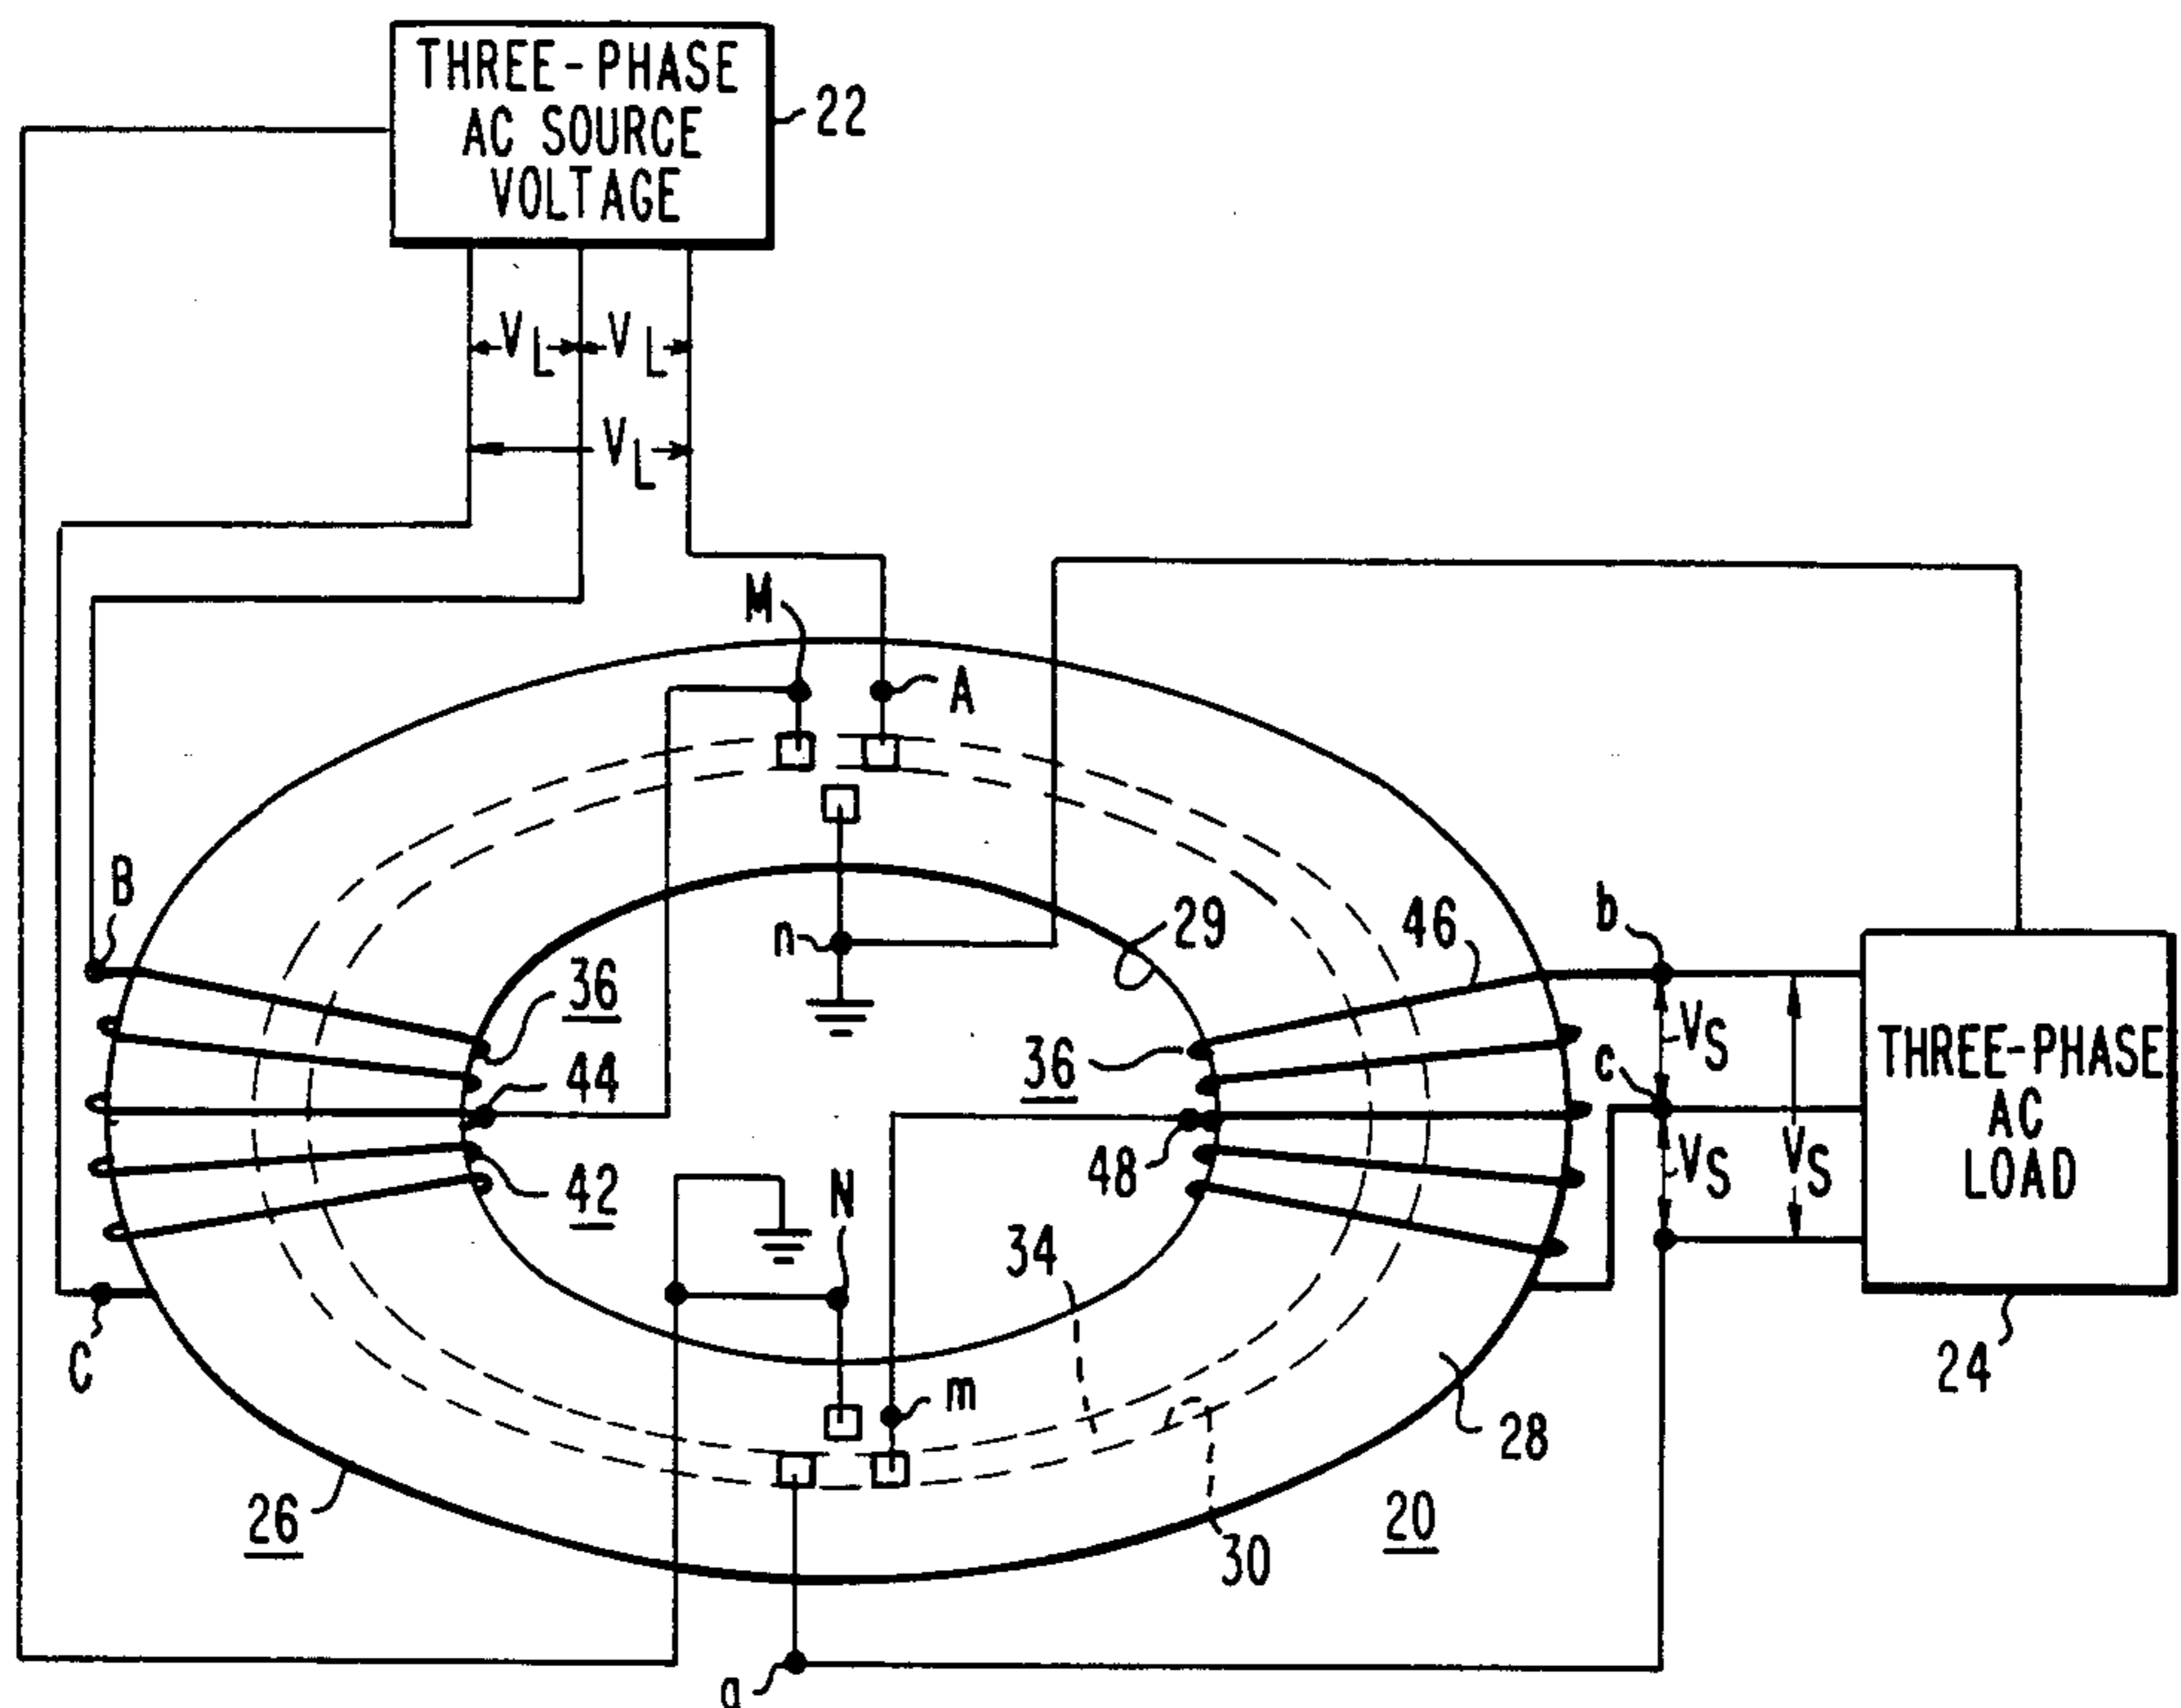 THREE-PHASE
AC SOURCE
VOLTAGE
22
VL VL
VL
M
A
B
n
29
46
b
36
44
36
VS
c
THREE-PHASE
AC
LOAD
42
N
48
VS
VS
34
C
m
24
28
26
20
30
a